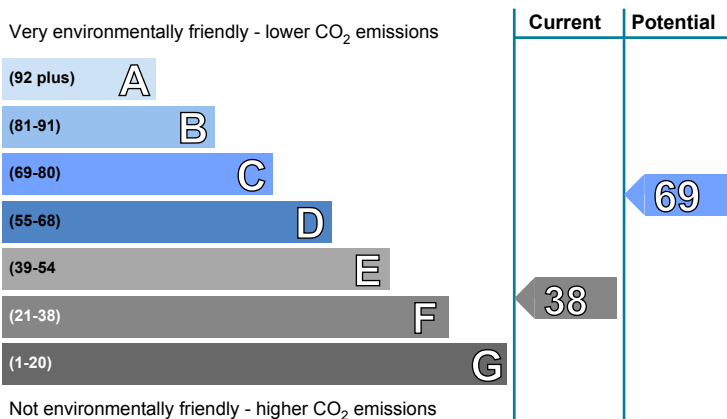 Current Potential
Very environmentally friendly - lower CO2 emissions
(92 plus) A
(81-91) B
(69-80) C
69
(55-68) D
(39-54 E
38
(21-38) F
(1-20) G
Not environmentally friendly - higher CO2 emissions